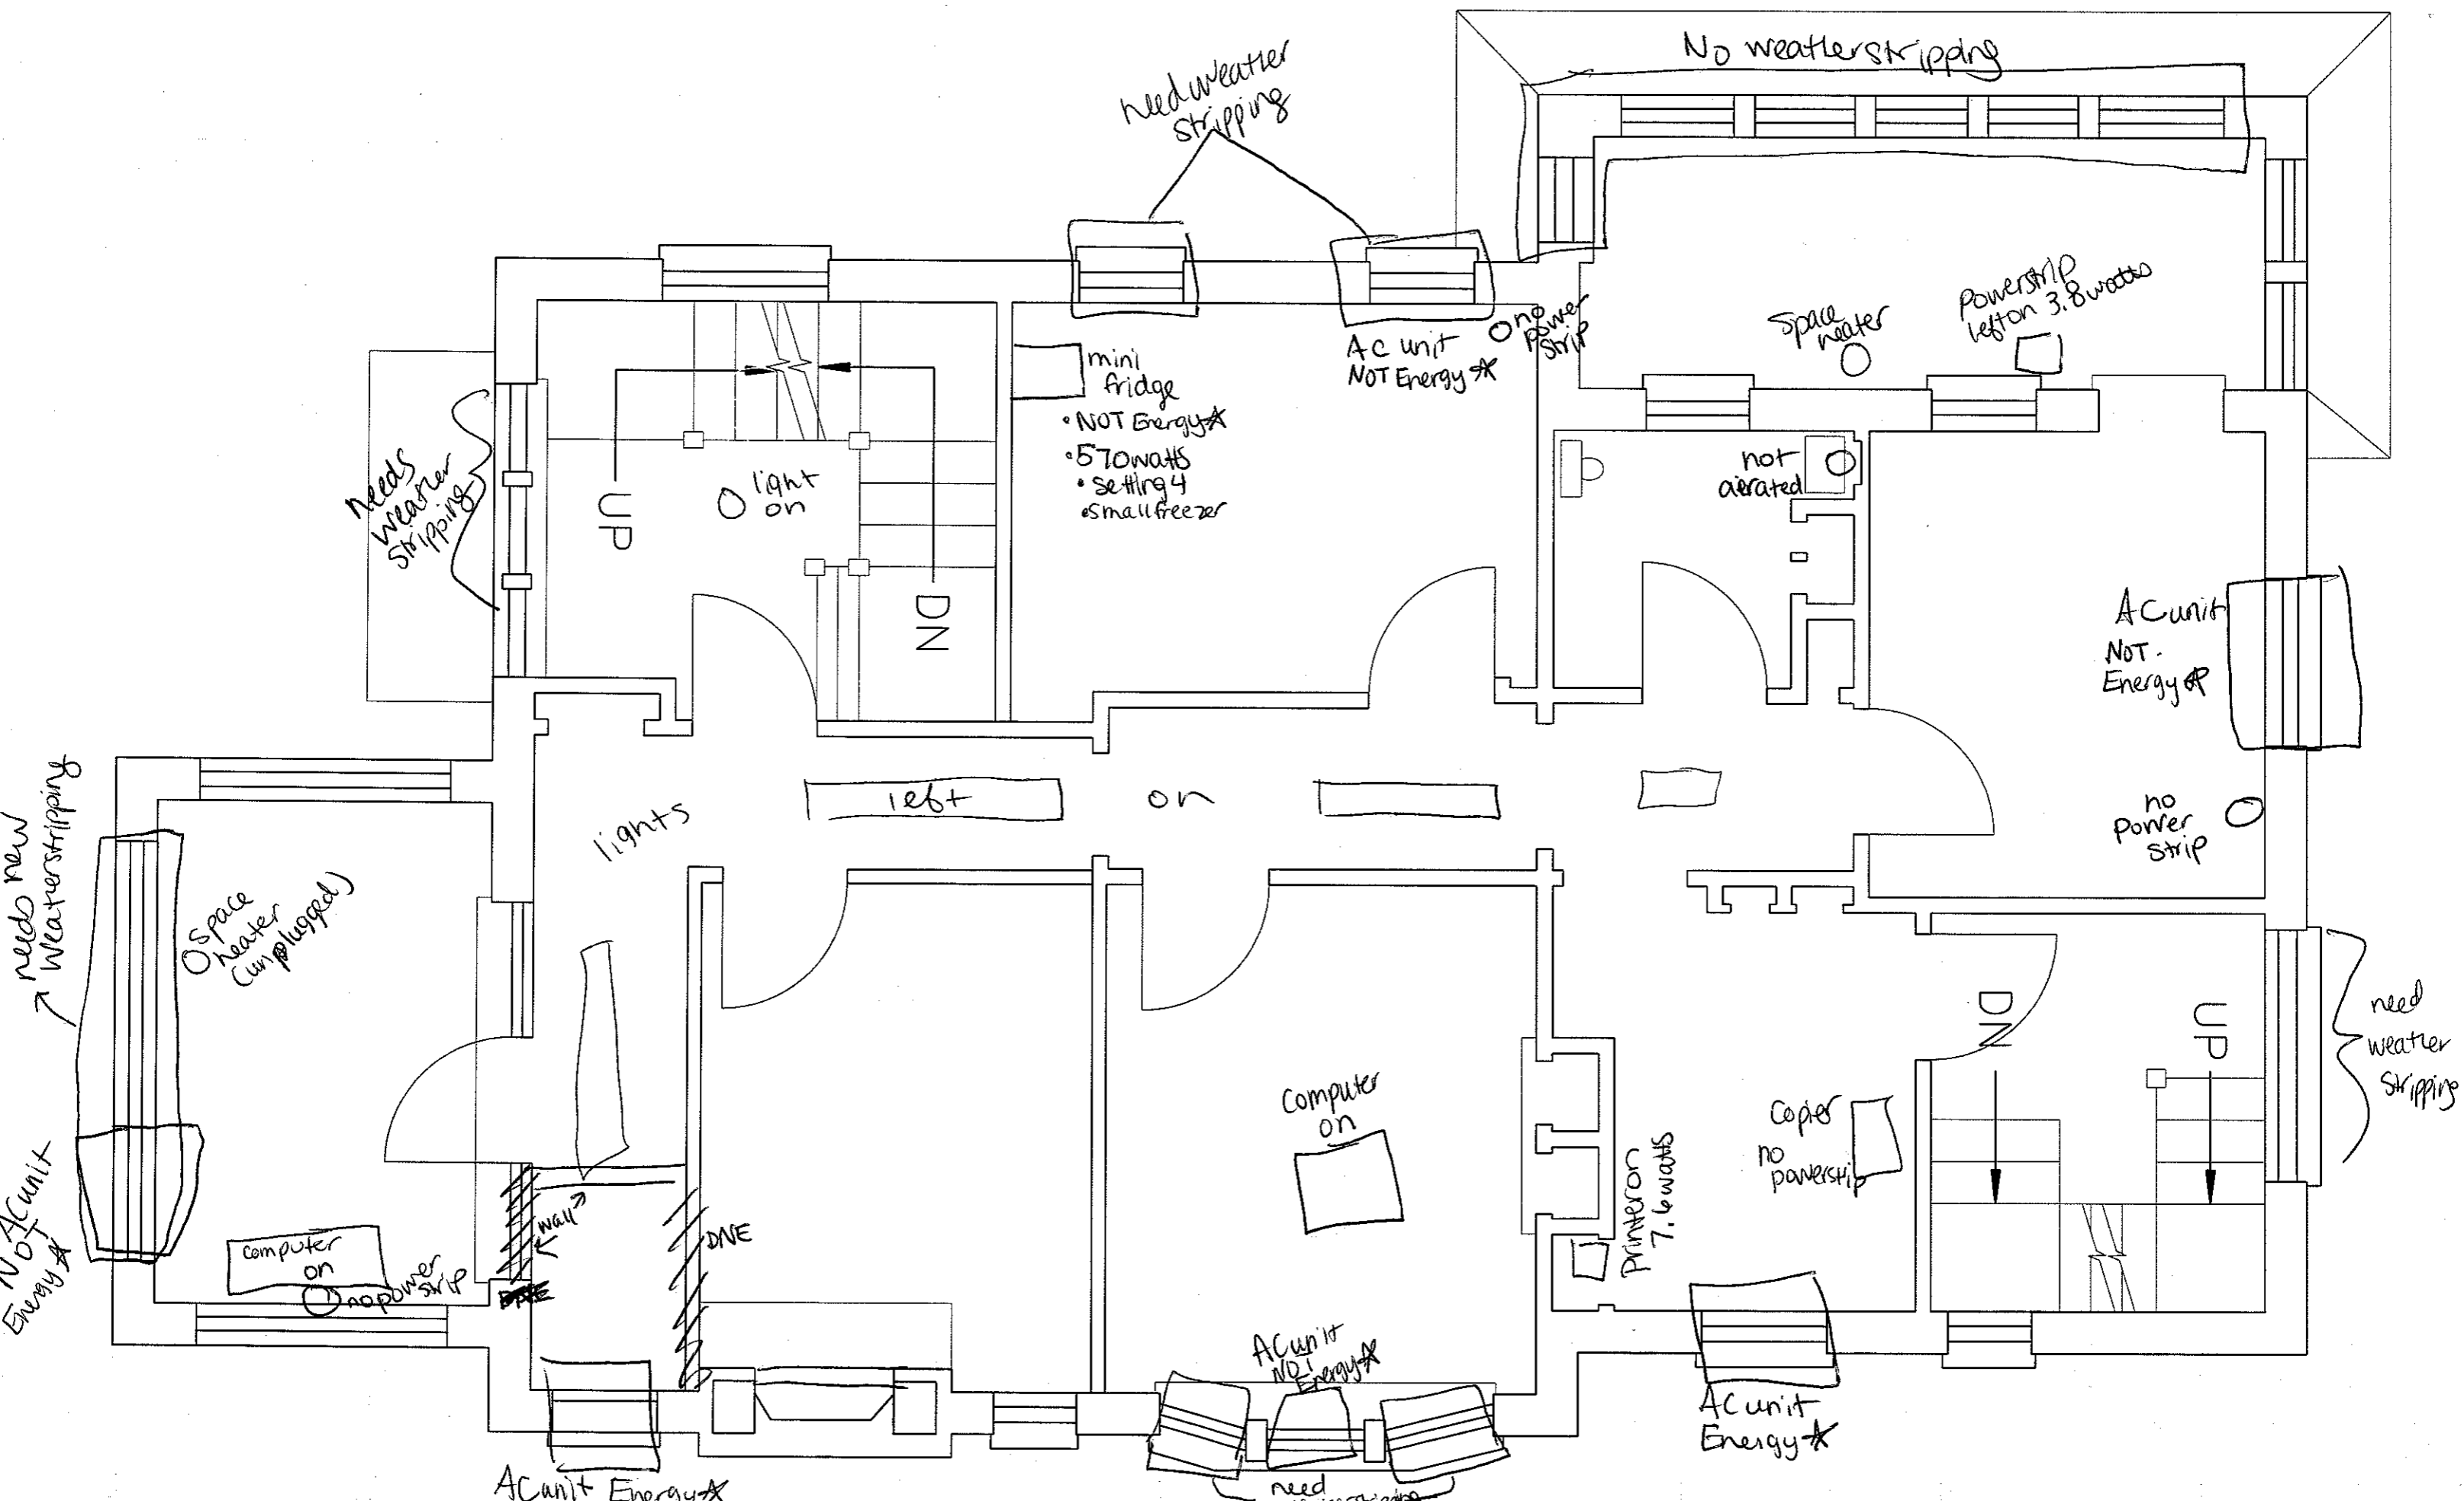 No weatherstripping
need weather
stripping
Powerstrip
left on 3.8 watts
Space
heater
no
power
strip
AC unit
NOT Energy☆
mini
fridge
•NOT Energy☆
•570watts
•setting 4
•small freezer
needs
weather
stripping
UP
light
on
DN
not
aerated
AC unit
NOT.
Energy☆
no
power
strip
lights
left
on
needs new
weatherstripping
space
heater
(unplugged)
AC unit
NOT
Energy☆
computer
on
no power
strip
wall
DNE
computer
on
Printer on
7.6 watts
Copier
no
powerstrip
DN
UP
need
weather
stripping
AC unit
NOT
Energy☆
AC unit
Energy☆
AC unit Energy☆
need